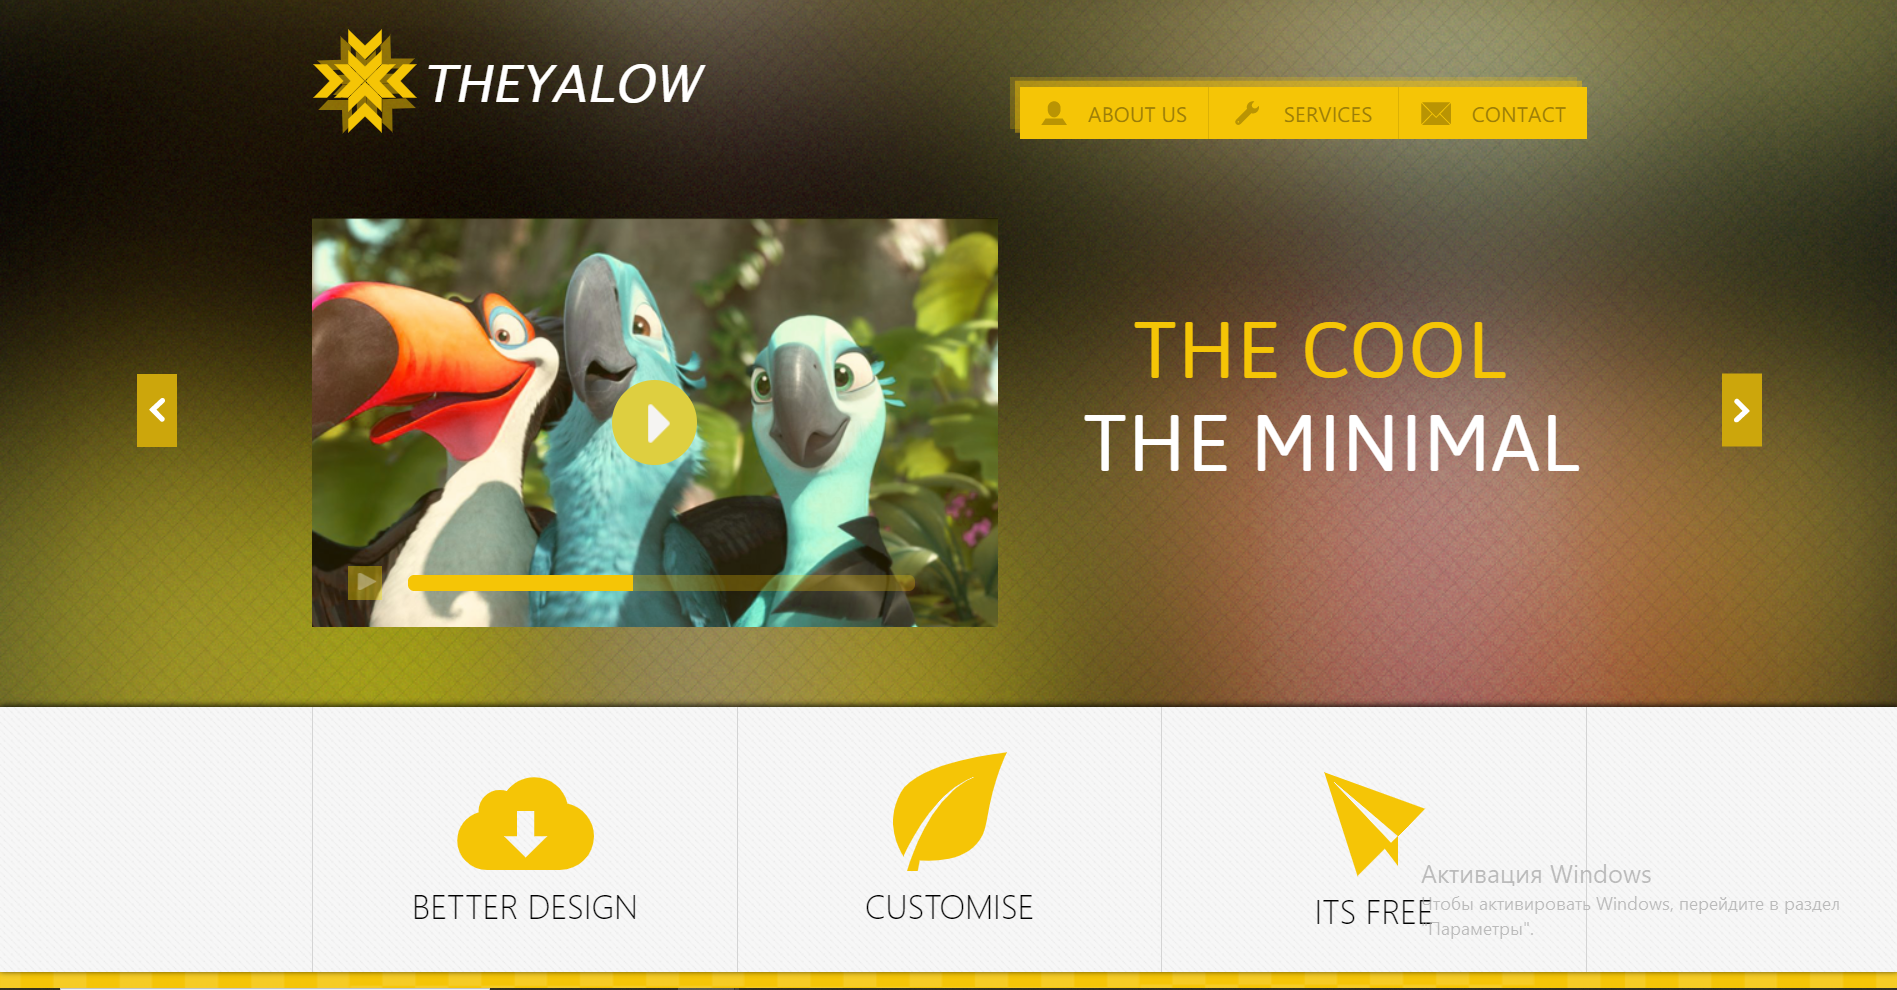 THEYALOW
ABOUT US
SERVICES
CONTACT
THE COOL
THE MINIMAL
BETTER DESIGN
CUSTOMISE
ITS FREE
Активация Windows
Чтобы активировать Windows, перейдите в раздел
"Параметры".